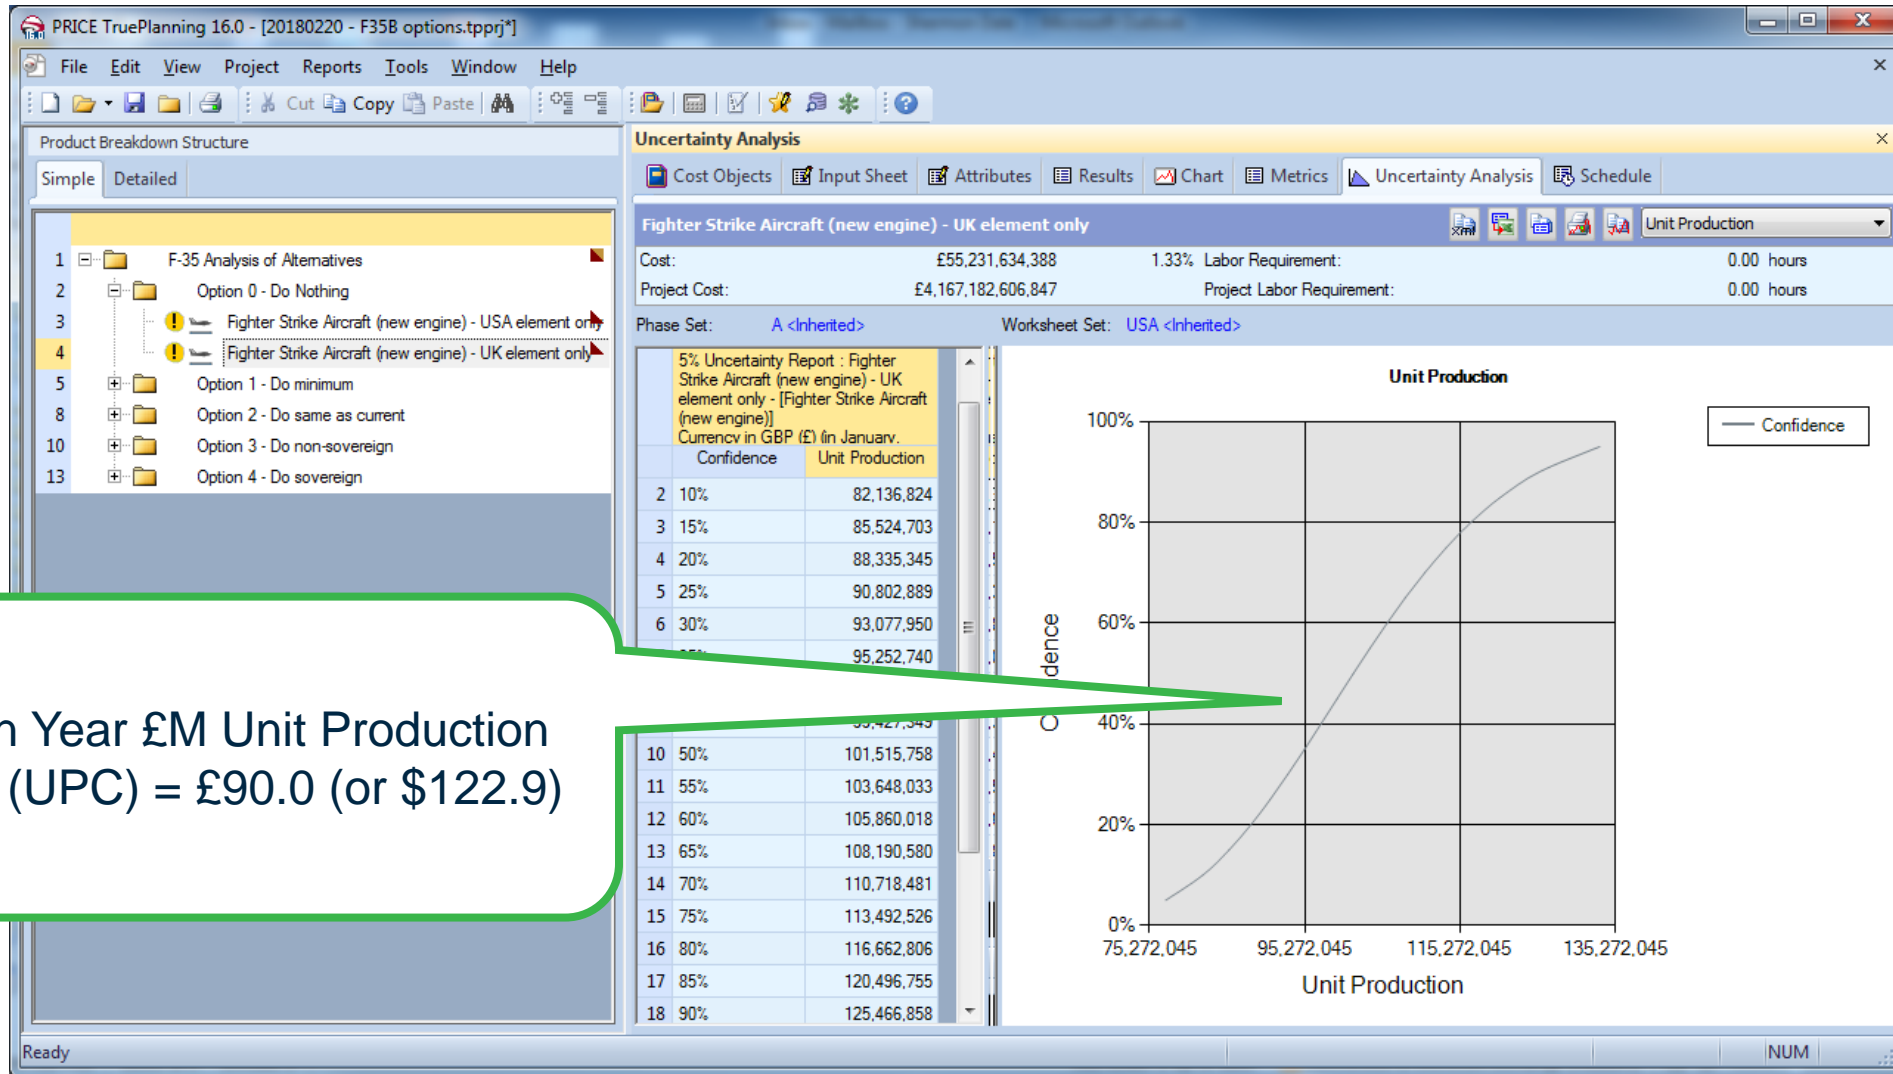 PRICE TruePlanning 16.0 - [20180220 - F35B options.tpprj*]
File Edit View Project Reports Tools Window Help
Cut Copy Paste
Product Breakdown Structure
Simple Detailed
1 F-35 Analysis of Alternatives
2 Option 0 - Do Nothing
3 Fighter Strike Aircraft (new engine) - USA element only
4 Fighter Strike Aircraft (new engine) - UK element only
5 Option 1 - Do minimum
8 Option 2 - Do same as current
10 Option 3 - Do non-sovereign
13 Option 4 - Do sovereign
Year £M Unit Production
(UPC) = £90.0 (or $122.9)
Uncertainty Analysis
Cost Objects Input Sheet Attributes Results Chart Metrics Uncertainty Analysis Schedule
Fighter Strike Aircraft (new engine) - UK element only Unit Production
Cost: £55,231,634,388 1.33% Labor Requirement: 0.00 hours
Project Cost: £4,167,182,606,847 Project Labor Requirement: 0.00 hours
Phase Set: A <Inherited> Worksheet Set: USA <Inherited>
5% Uncertainty Report : Fighter
Strike Aircraft (new engine) - UK
element only - [Fighter Strike Aircraft
(new engine)]
Currency in GBP (£) (in January,
Confidence Unit Production
2 10% 82,136,824
3 15% 85,524,703
4 20% 88,335,345
5 25% 90,802,889
6 30% 93,077,950
95,252,740
10 50% 101,515,758
11 55% 103,648,033
12 60% 105,860,018
13 65% 108,190,580
14 70% 110,718,481
15 75% 113,492,526
16 80% 116,662,806
17 85% 120,496,755
18 90% 125,466,858
Unit Production
Confidence
100%
80%
60%
40%
20%
0%
75,272,045 95,272,045 115,272,045 135,272,045
Unit Production
Ready NUM